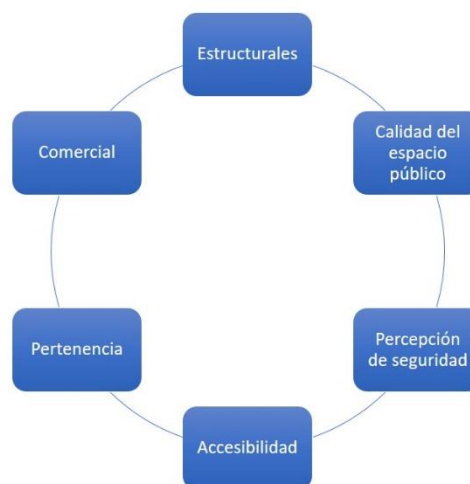 Estructurales
Calidad del
espacio
público
Percepción
de seguridad
Accesibilidad
Pertenencia
Comercial